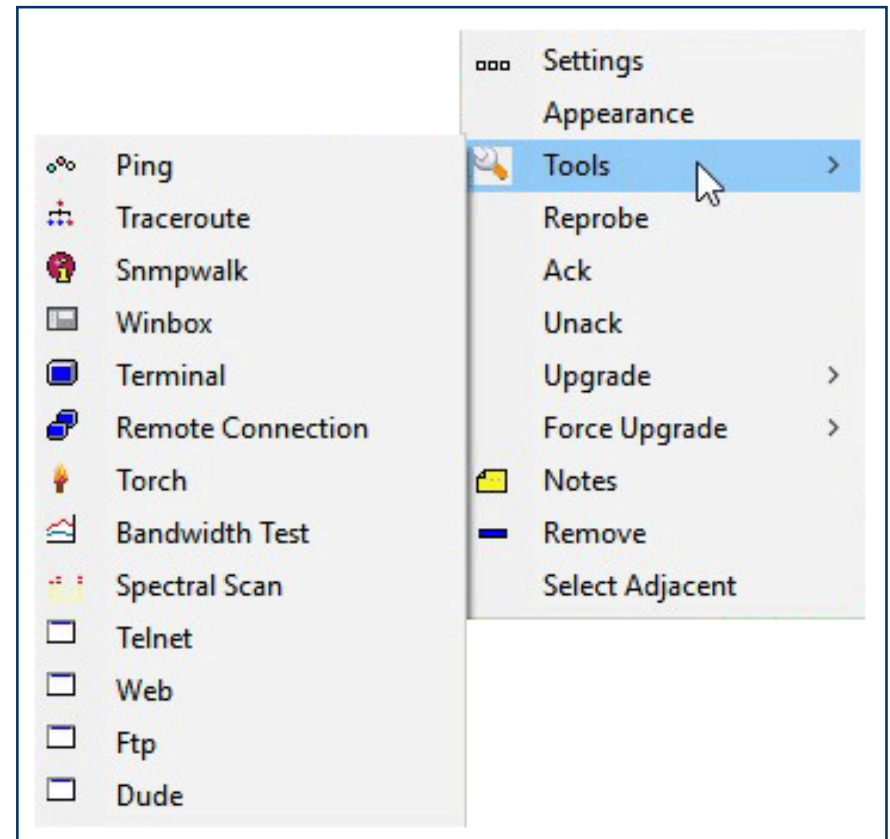 Settings
Appearance
Tools
Reprobe
Ack
Unack
Upgrade
Force Upgrade
Notes
Remove
Select Adjacent
Ping
Traceroute
Snmpwalk
Winbox
Terminal
Remote Connection
Torch
Bandwidth Test
Spectral Scan
Telnet
Web
Ftp
Dude